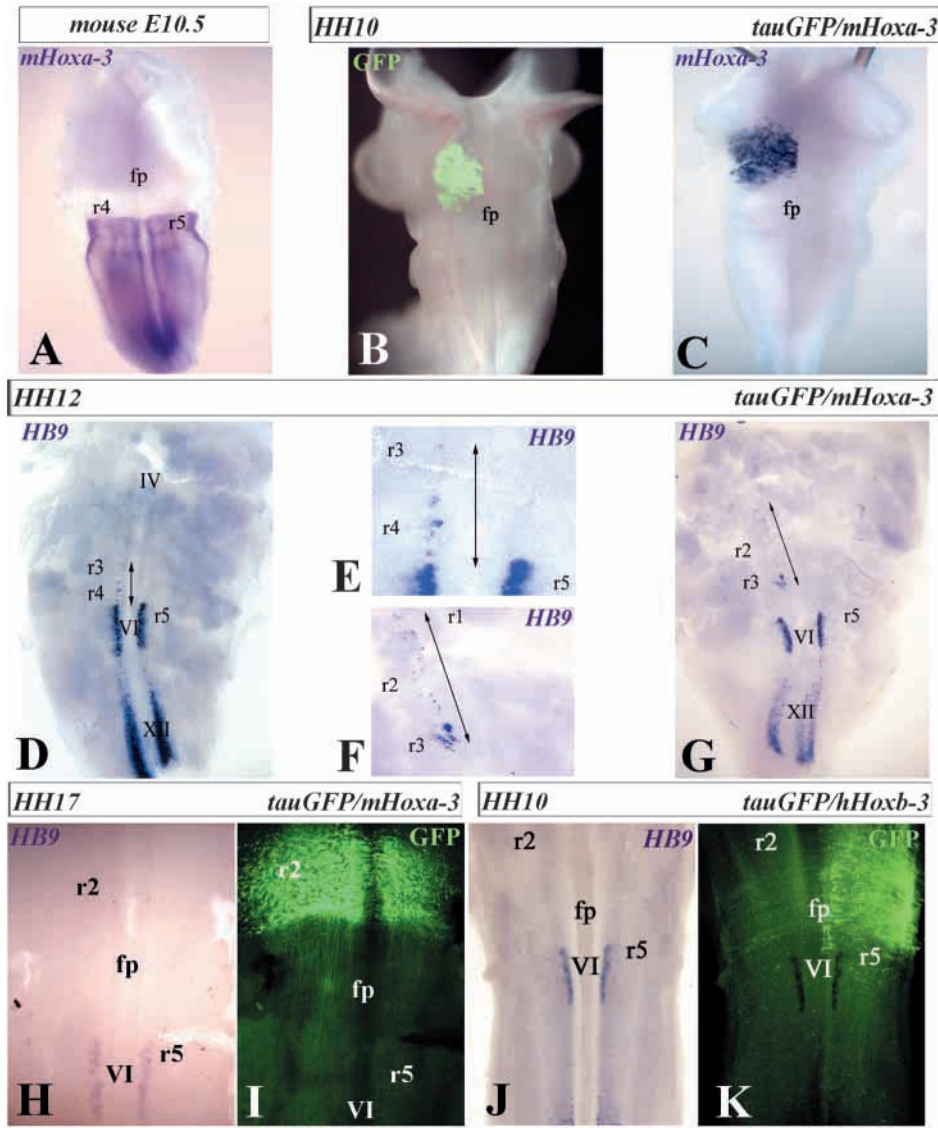 mouse E10.5
HH10 tauGFP/mHoxa-3
mHoxa-3
fp
r4
r5
A
GFP
fp
B
mHoxa-3
fp
C
HH12 tauGFP/mHoxa-3
HB9
IV
r3
r4
VI
r5
XII
D
HB9
r3
r4
r5
E
HB9
r1
r2
r3
F
HB9
r2
r3
r5
VI
XII
G
HH17 tauGFP/mHoxa-3
HB9
r2
fp
r5
VI
H
GFP
r2
fp
r5
VI
I
HH10 tauGFP/hHoxb-3
HB9
r2
fp
VI
r5
J
GFP
r2
fp
VI
r5
K